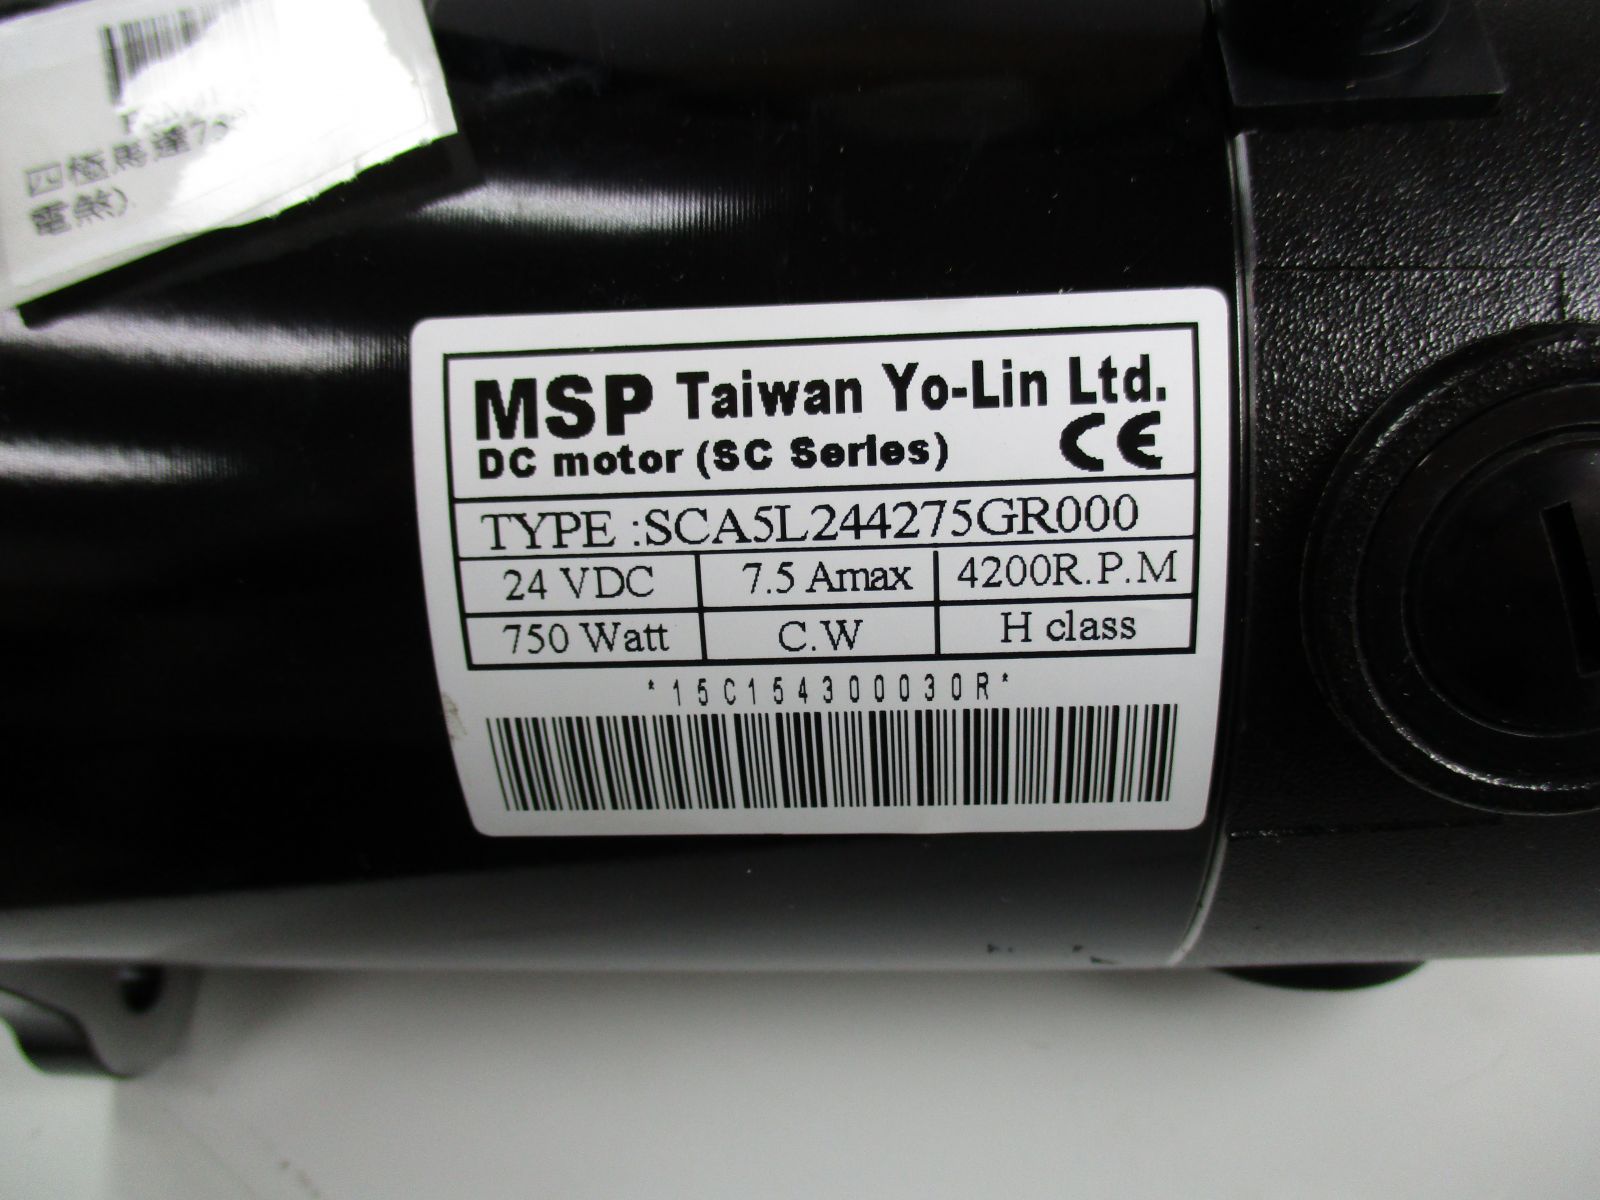 四極馬達
電煞)
MSP Taiwan Yo-Lin Ltd.
DC motor (SC Series) CE
TYPE :SCA5L244275GR000
24 VDC 7.5 Amax 4200R.P.M
750 Watt C.W H class
*15C154300030R*